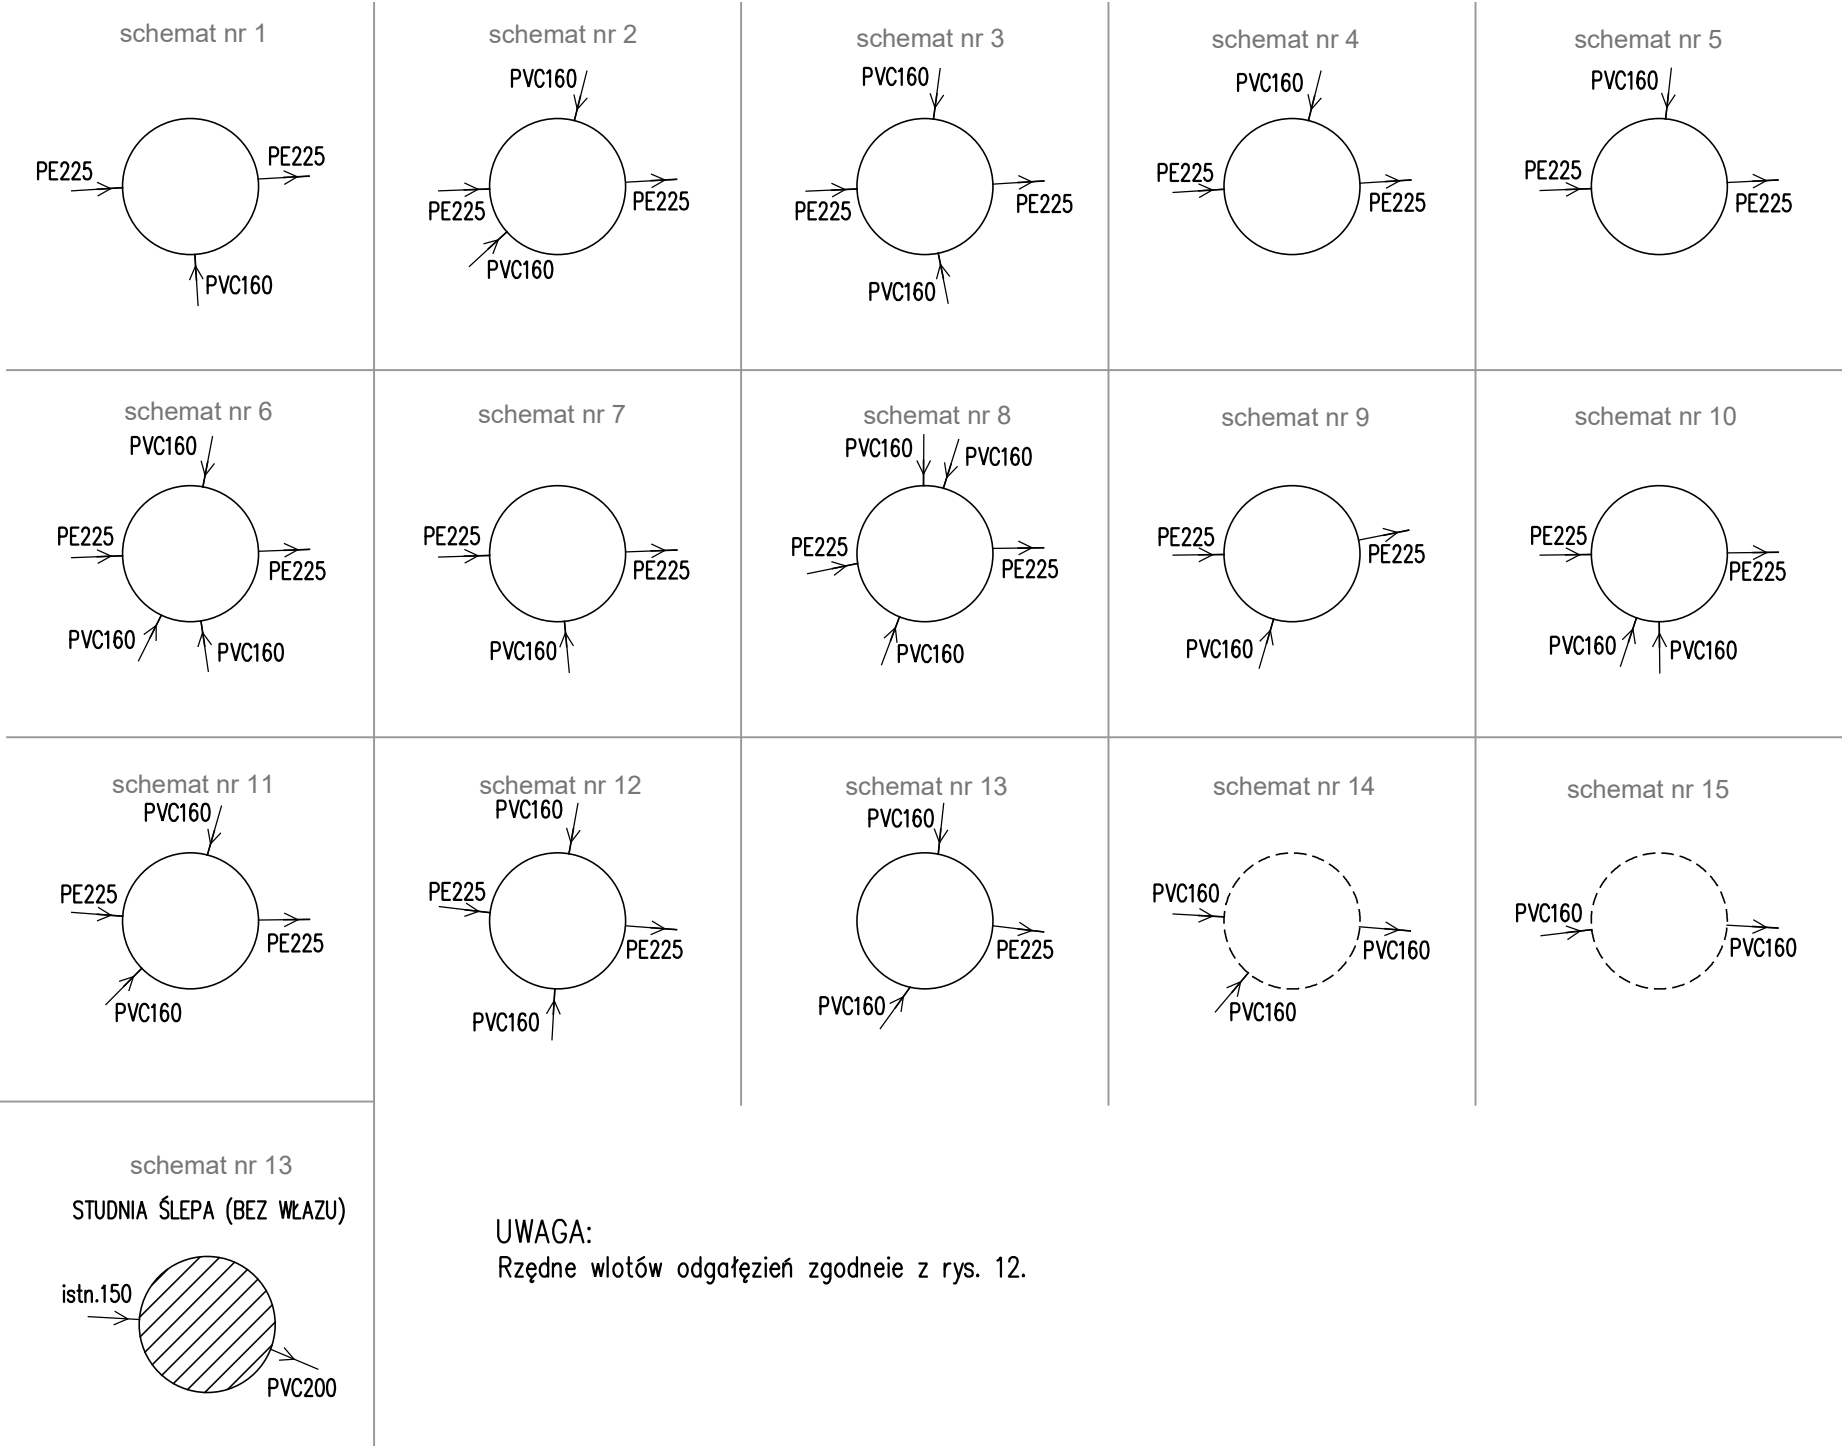 schemat nr 1
PE225
PE225
PVC160
schemat nr 2
PVC160
PE225
PE225
PVC160
schemat nr 3
PVC160
PE225
PE225
PVC160
schemat nr 4
PVC160
PE225
PE225
schemat nr 5
PVC160
PE225
PE225
schemat nr 6
PVC160
PE225
PE225
PVC160
PVC160
schemat nr 7
PE225
PE225
PVC160
schemat nr 8
PVC160
PVC160
PE225
PE225
PVC160
schemat nr 9
PE225
PE225
PVC160
schemat nr 10
PE225
PE225
PVC160
PVC160
schemat nr 11
PVC160
PE225
PE225
PVC160
schemat nr 12
PVC160
PE225
PE225
PVC160
schemat nr 13
PVC160
PE225
PVC160
schemat nr 14
PVC160
PVC160
PVC160
schemat nr 15
PVC160
PVC160
schemat nr 13
STUDNIA ŚLEPA (BEZ WŁAZU)
istn.150
PVC200
UWAGA:
Rzędne wlotów odgałęzień zgodneie z rys. 12.